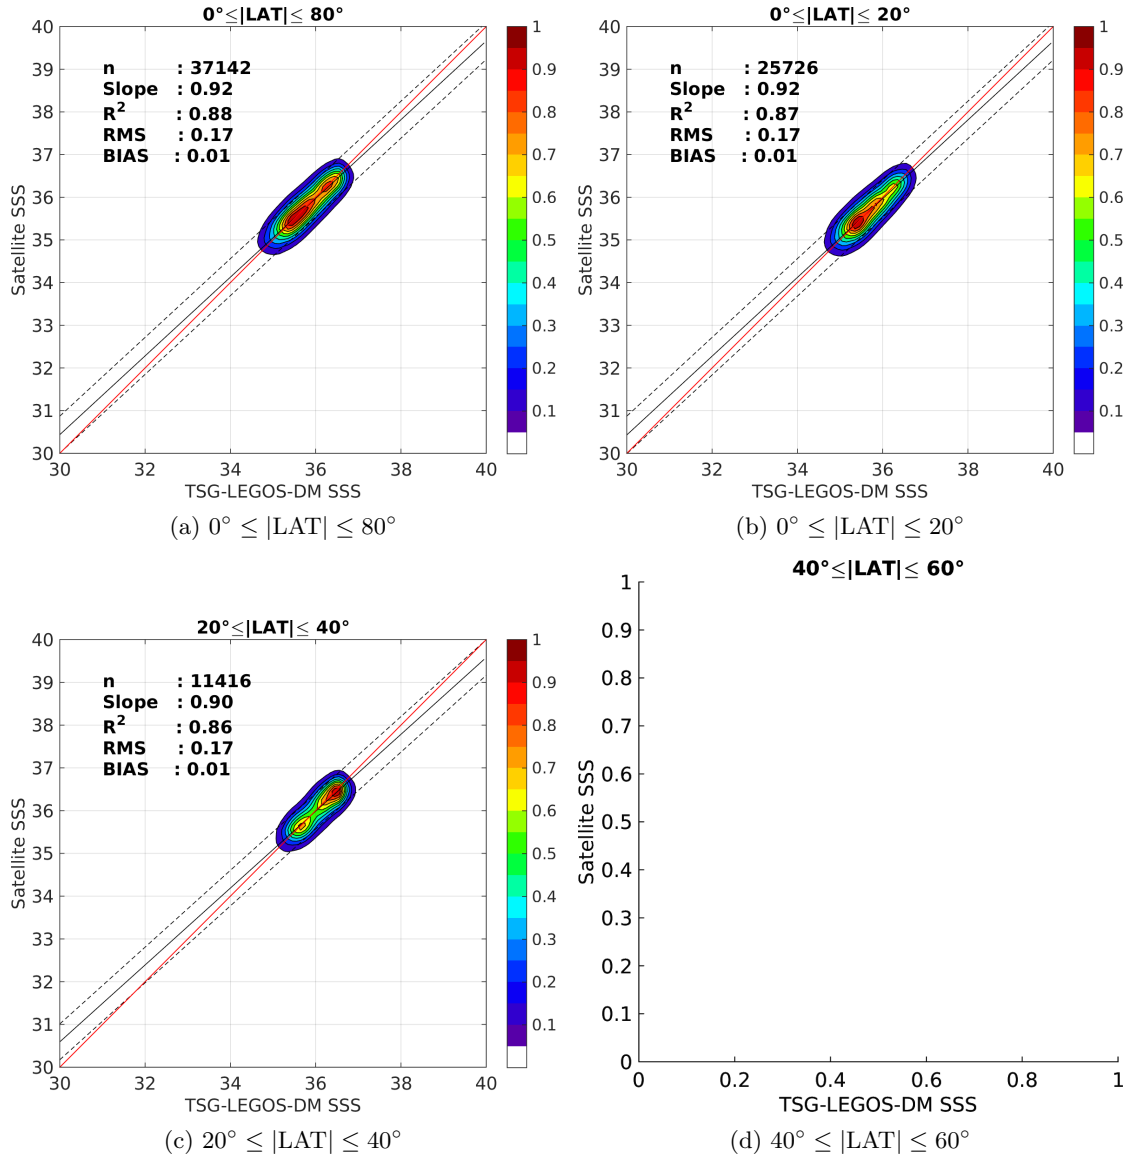 0°≤|LAT|≤ 80°
n : 37142
Slope : 0.92
R² : 0.88
RMS : 0.17
BIAS : 0.01
40
39
38
37
36
35
34
33
32
31
30
Satellite SSS
30 32 34 36 38 40
TSG-LEGOS-DM SSS
1
0.9
0.8
0.7
0.6
0.5
0.4
0.3
0.2
0.1
(a) 0° ≤ |LAT| ≤ 80°
0°≤|LAT|≤ 20°
n : 25726
Slope : 0.92
R² : 0.87
RMS : 0.17
BIAS : 0.01
40
39
38
37
36
35
34
33
32
31
30
Satellite SSS
30 32 34 36 38 40
TSG-LEGOS-DM SSS
1
0.9
0.8
0.7
0.6
0.5
0.4
0.3
0.2
0.1
(b) 0° ≤ |LAT| ≤ 20°
20°≤|LAT|≤ 40°
n : 11416
Slope : 0.90
R² : 0.86
RMS : 0.17
BIAS : 0.01
40
39
38
37
36
35
34
33
32
31
30
Satellite SSS
30 32 34 36 38 40
TSG-LEGOS-DM SSS
1
0.9
0.8
0.7
0.6
0.5
0.4
0.3
0.2
0.1
(c) 20° ≤ |LAT| ≤ 40°
40°≤|LAT|≤ 60°
1
0.9
0.8
0.7
0.6
0.5
0.4
0.3
0.2
0.1
0
Satellite SSS
0 0.2 0.4 0.6 0.8 1
TSG-LEGOS-DM SSS
(d) 40° ≤ |LAT| ≤ 60°